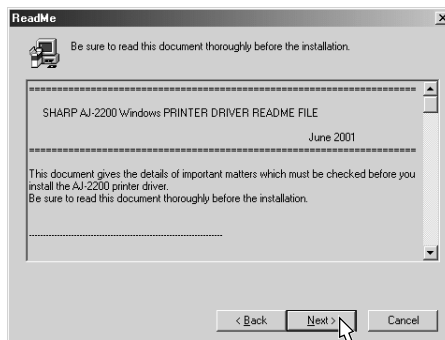 ReadMe
Be sure to read this document thoroughly before the installation.
SHARP AJ-2200 Windows PRINTER DRIVER README FILE
June 2001
This document gives the details of important matters which must be checked before you
install the AJ-2200 printer driver.
Be sure to read this document thoroughly before the installation.
< Back
Next >
Cancel